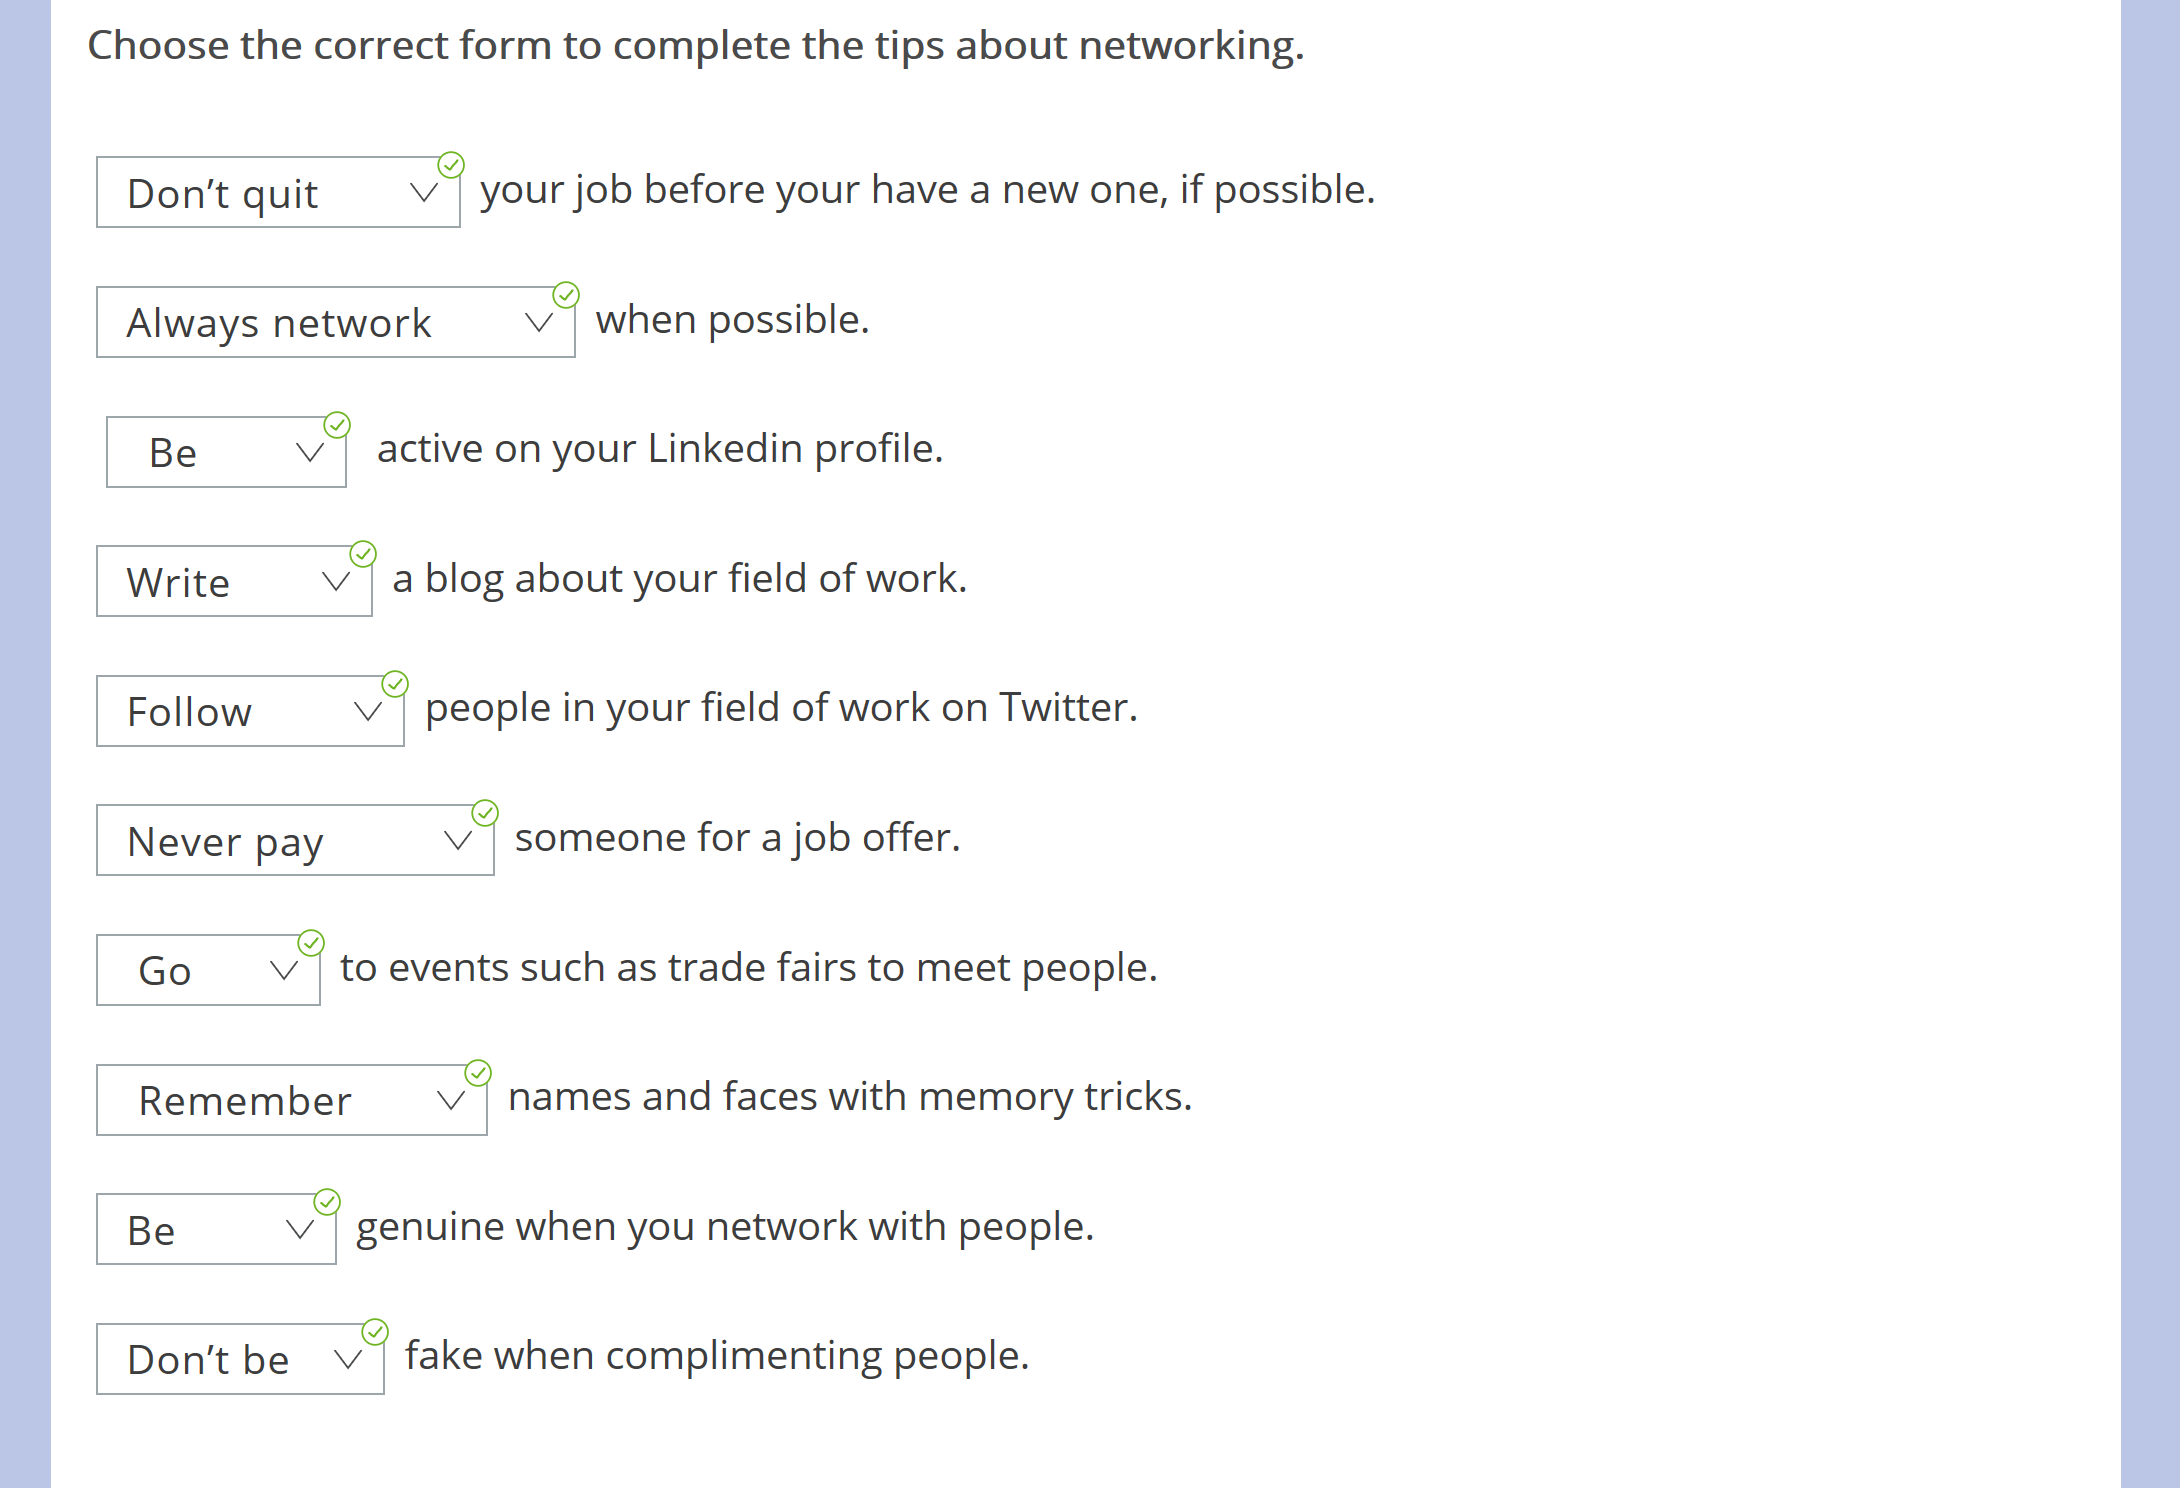 Choose the correct form to complete the tips about networking.
Don’t quit your job before your have a new one, if possible.
Always network when possible.
Be active on your Linkedin profile.
Write a blog about your field of work.
Follow people in your field of work on Twitter.
Never pay someone for a job offer.
Go to events such as trade fairs to meet people.
Remember names and faces with memory tricks.
Be genuine when you network with people.
Don’t be fake when complimenting people.